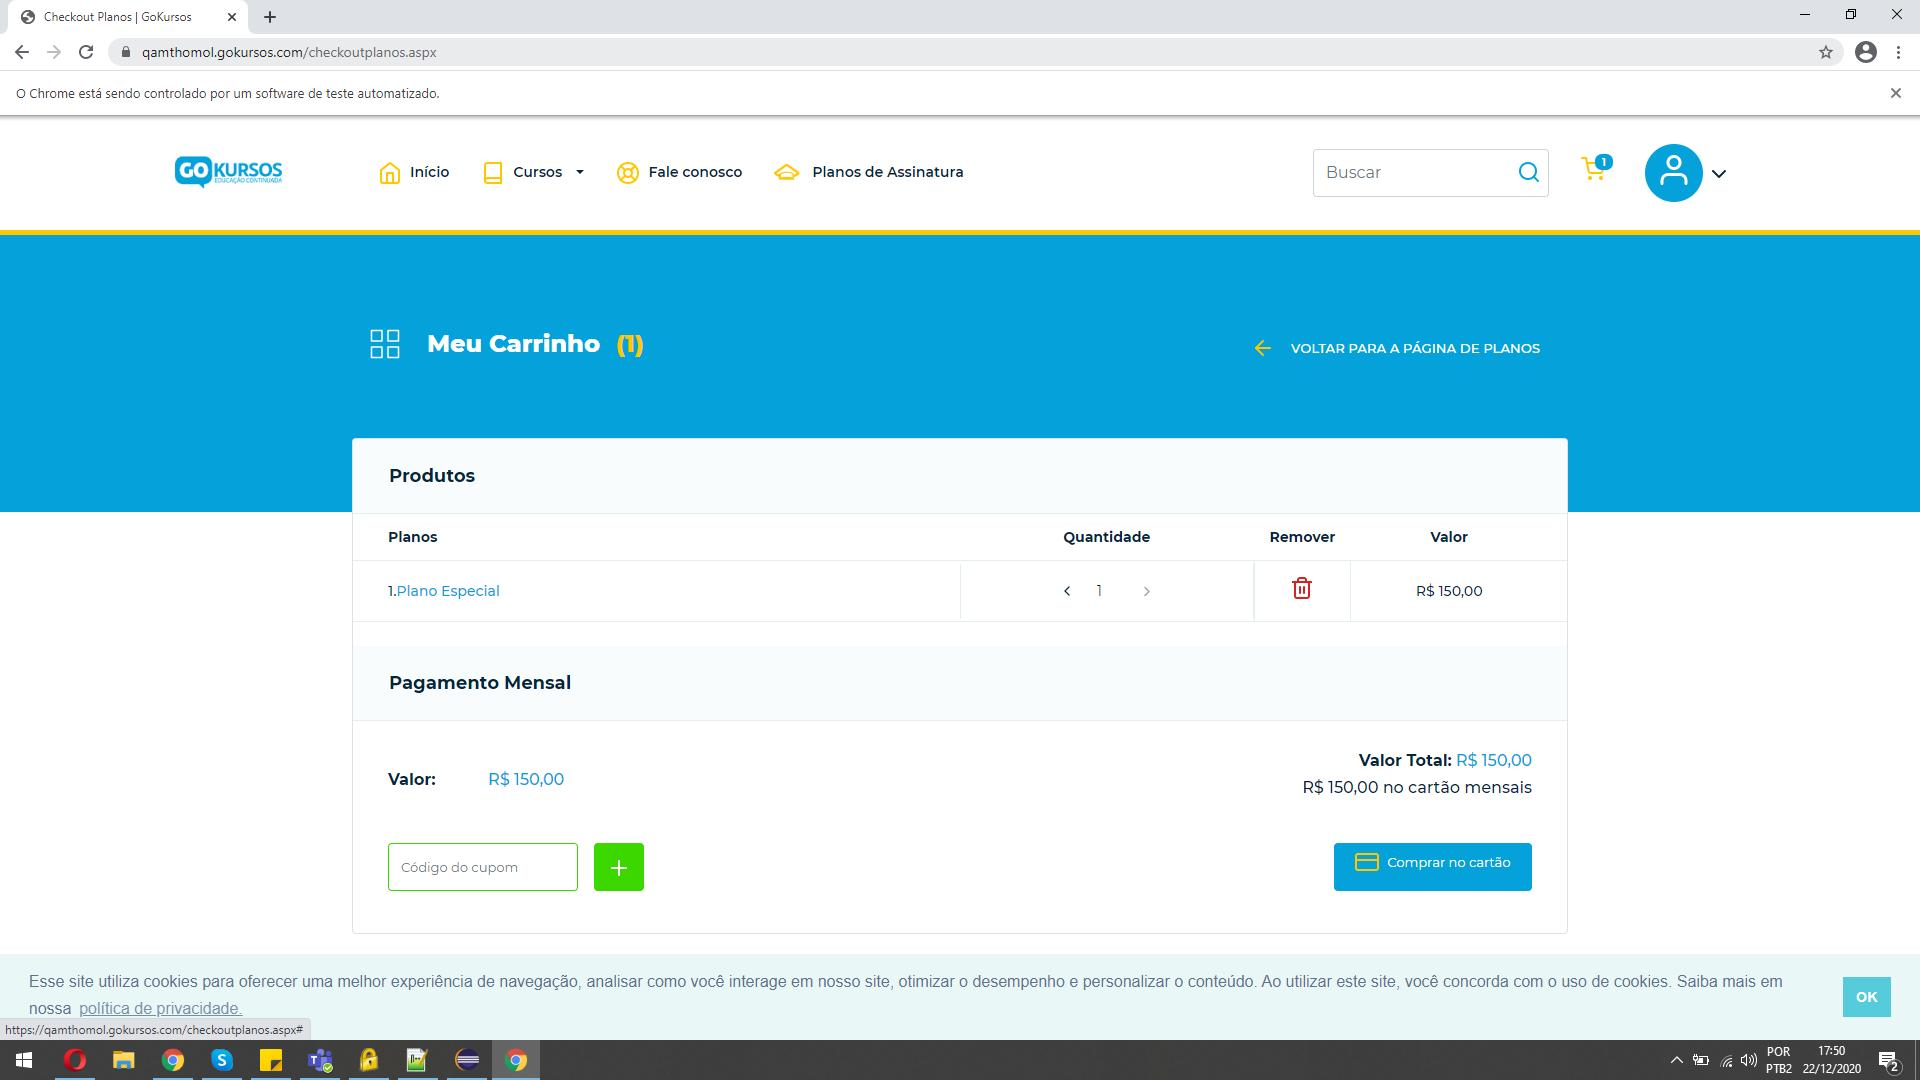 Checkout Planos | GoKursos
qamthomol.gokursos.com/checkoutplanos.aspx
O Chrome está sendo controlado por um software de teste automatizado.
GO KURSOS
EDUCAÇÃO CONTINUADA
Início
Cursos
Fale conosco
Planos de Assinatura
Buscar
1
Meu Carrinho (1)
VOLTAR PARA A PÁGINA DE PLANOS
Produtos
Planos Quantidade Remover Valor
1.Plano Especial 1 R$ 150,00
Pagamento Mensal
Valor: R$ 150,00
Valor Total: R$ 150,00
R$ 150,00 no cartão mensais
Código do cupom
Comprar no cartão
Esse site utiliza cookies para oferecer uma melhor experiência de navegação, analisar como você interage em nosso site, otimizar o desempenho e personalizar o conteúdo. Ao utilizar este site, você concorda com o uso de cookies. Saiba mais em
nossa política de privacidade.
OK
https://qamthomol.gokursos.com/checkoutplanos.aspx#
POR
PTB2
17:50
22/12/2020
2